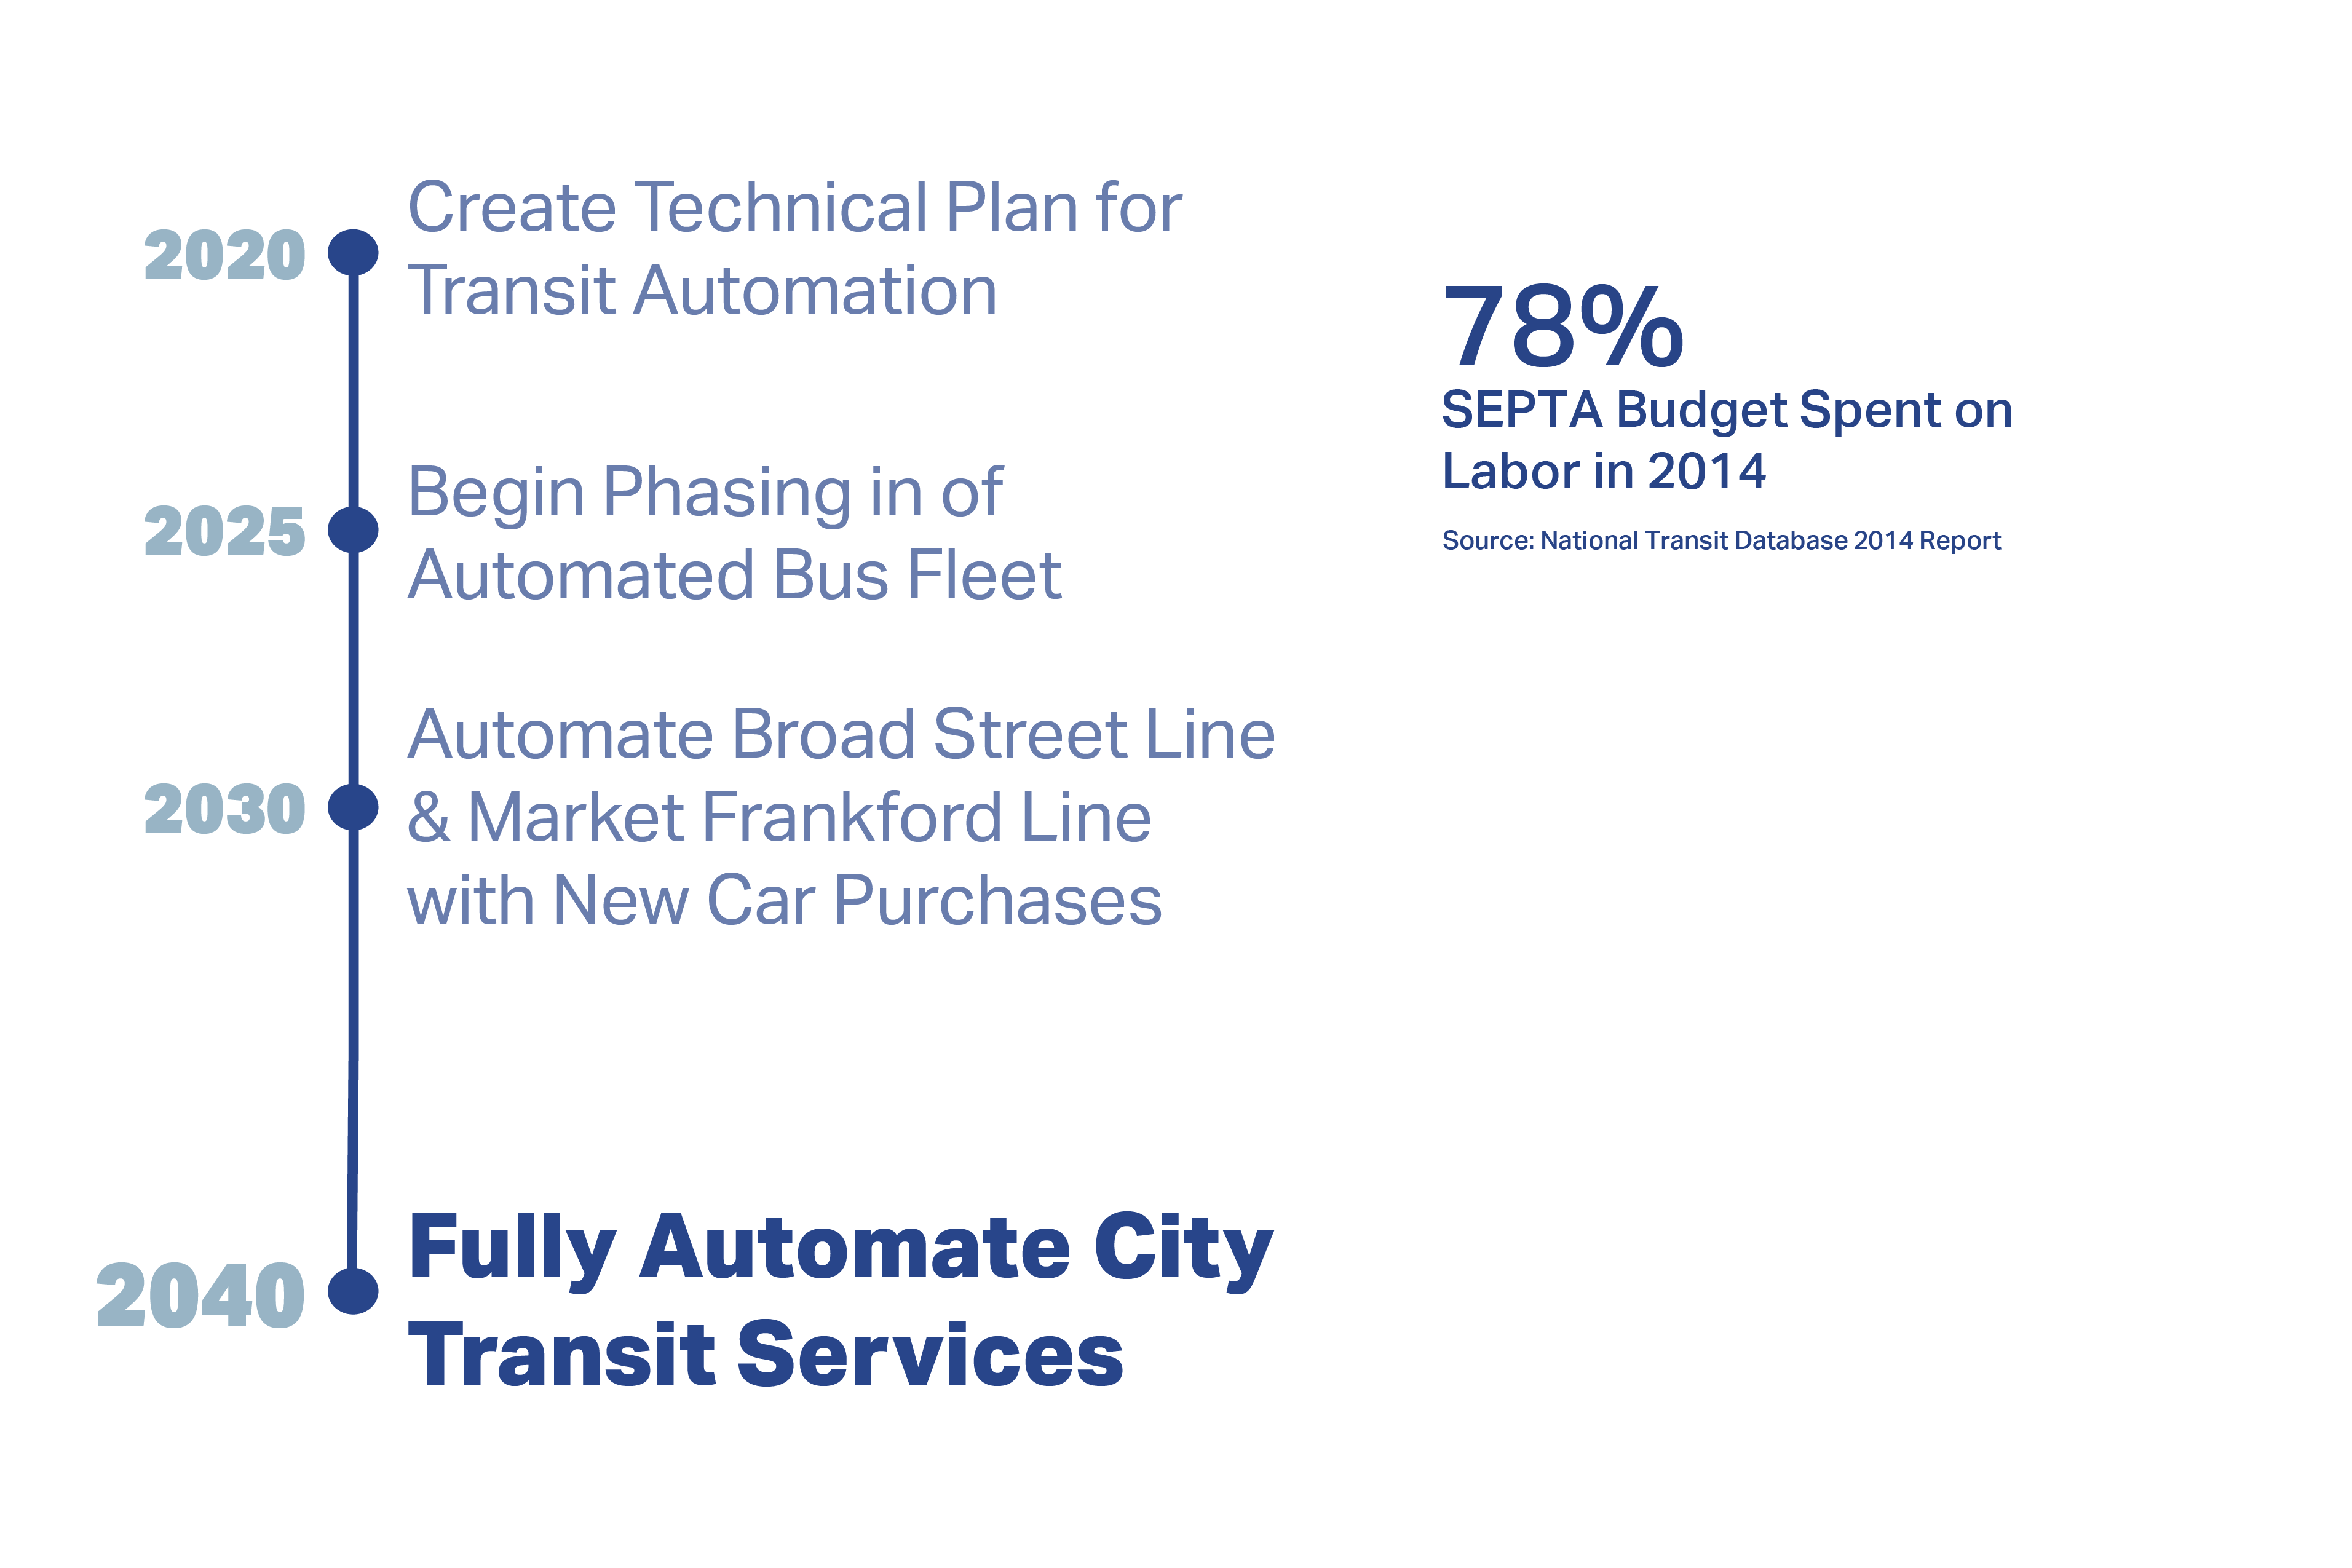 2020
Create Technical Plan for
Transit Automation
2025
Begin Phasing in of
Automated Bus Fleet
2030
Automate Broad Street Line
& Market Frankford Line
with New Car Purchases
2040
Fully Automate City
Transit Services
78%
SEPTA Budget Spent on
Labor in 2014
Source: National Transit Database 2014 Report